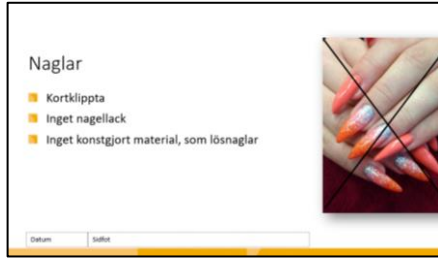 Naglar
Kortklippta
Inget nagellack
Inget konstgjort material, som lösnaglar
Datum
Sidfot